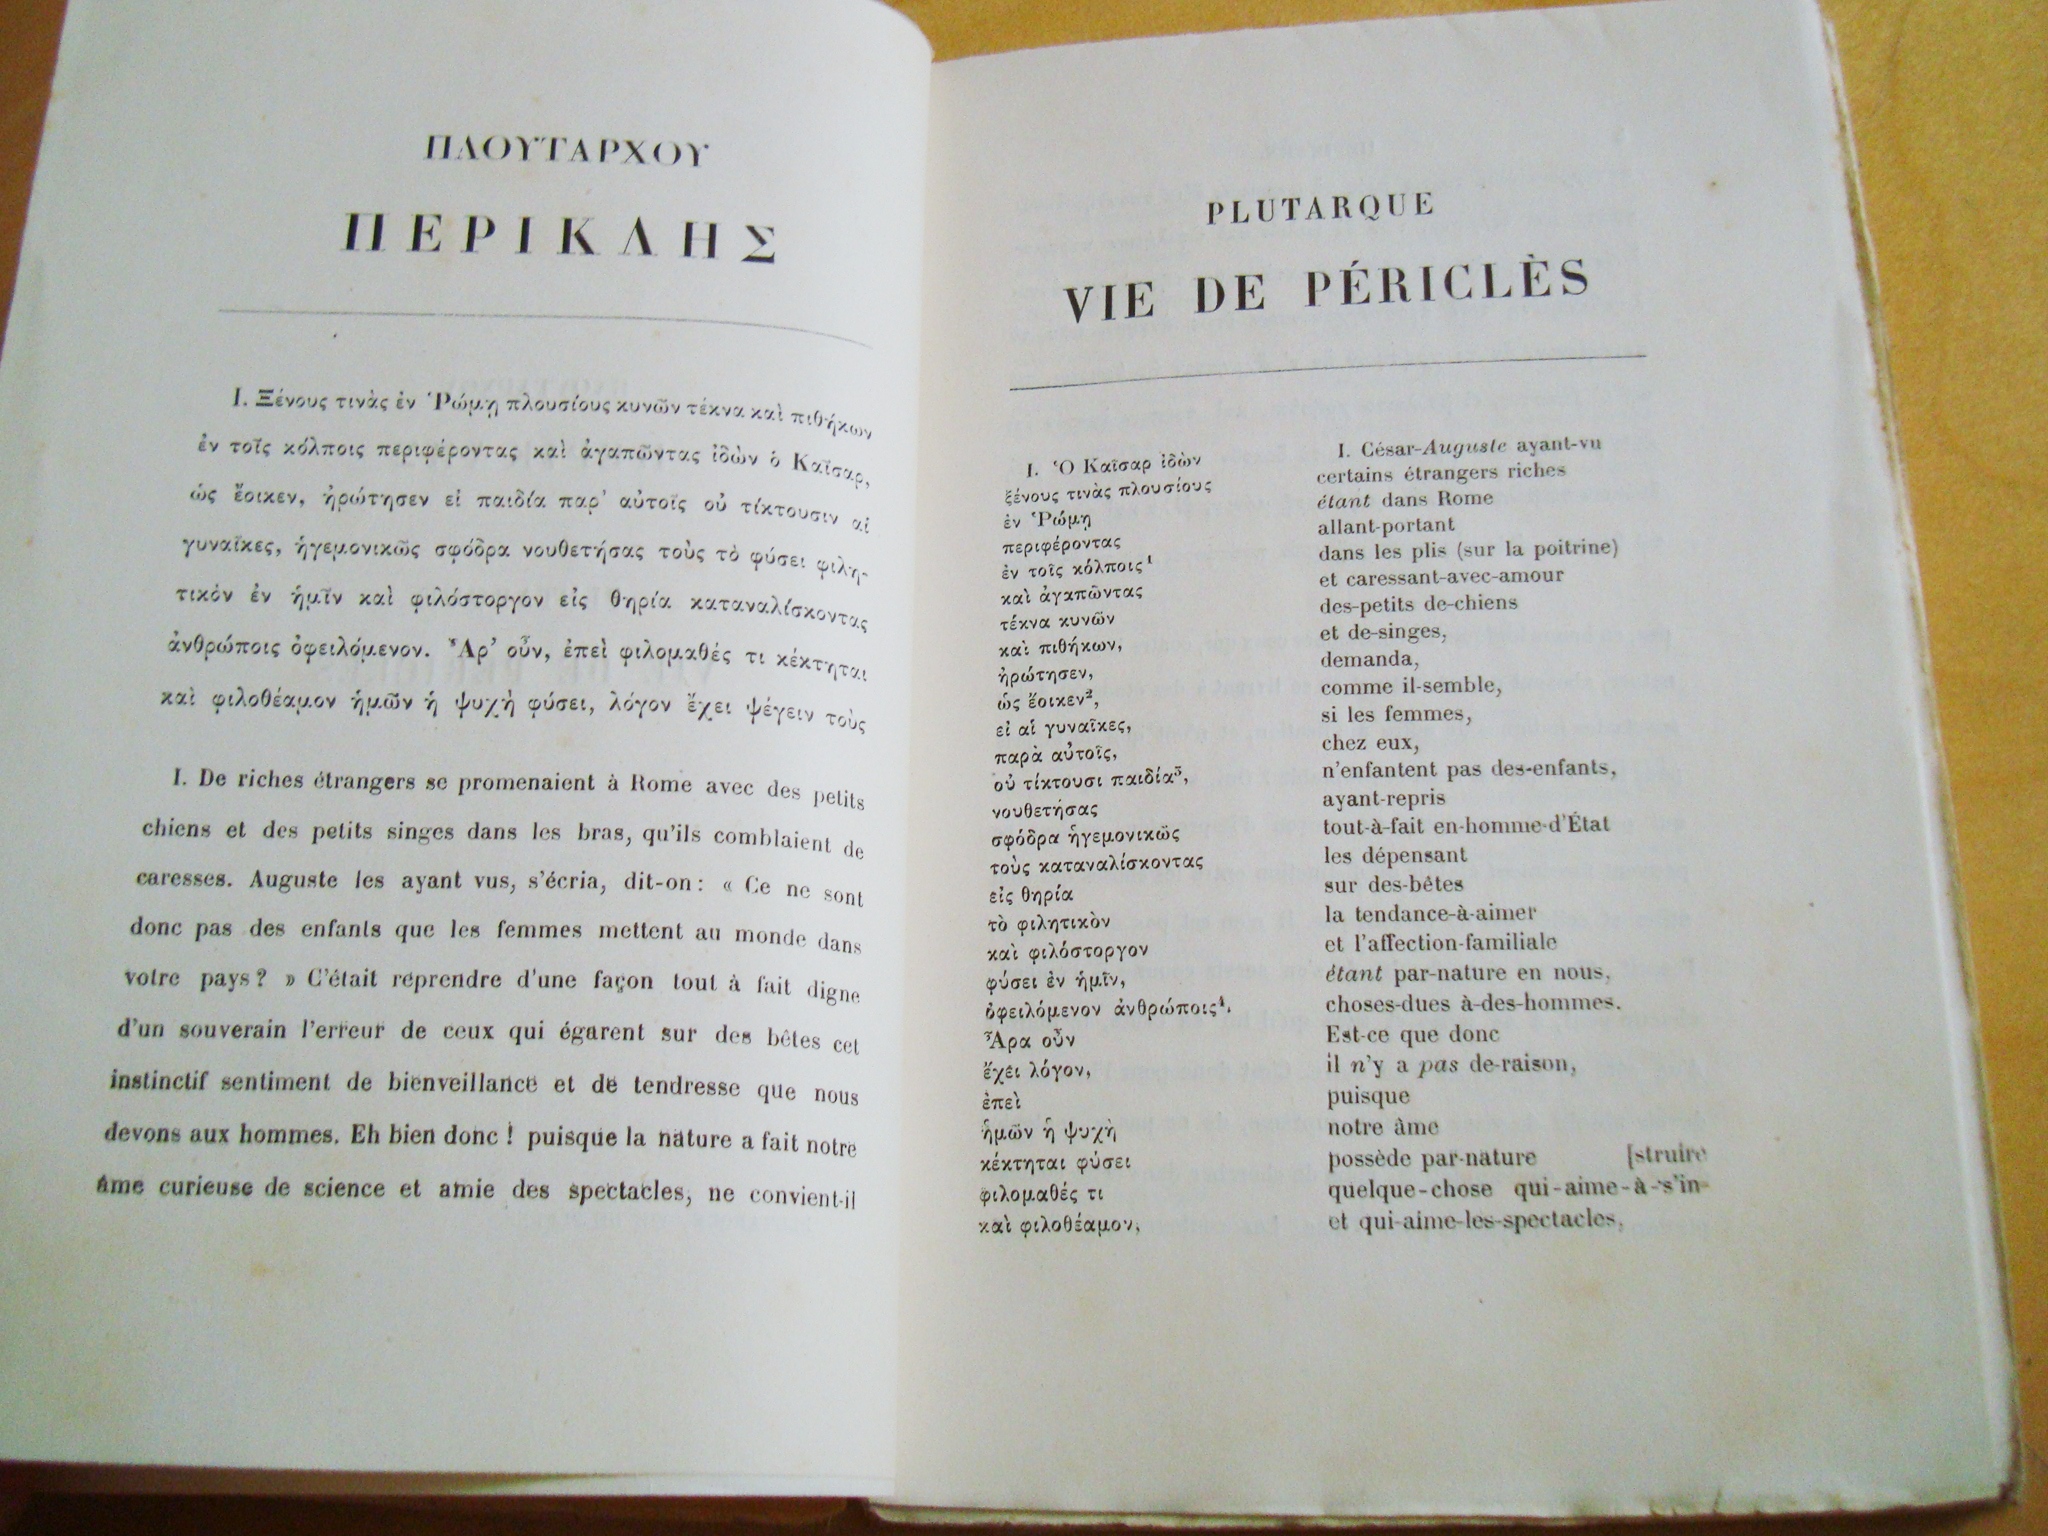 ΠΛΟΥΤΑΡΧΟΥ
ΠΕΡΙΚΛΗΣ
I. Ξένους τινὰς ἐν Ῥώμῃ πλουσίους κυνῶν τέκνα καὶ πιθήκων
ἐν τοῖς κόλποις περιφέροντας καὶ ἀγαπῶντας ἰδὼν ὁ Καῖσαρ,
ὡς ἔοικεν, ἠρώτησεν εἰ παιδία παρ' αὐτοῖς οὐ τίκτουσιν αἱ
γυναῖκες, ἡγεμονικῶς σφόδρα νουθετήσας τοὺς τὸ φύσει φιλη-
τικὸν ἐν ἡμῖν καὶ φιλόστοργον εἰς θηρία καταναλίσκοντας
ἀνθρώποις ὀφειλόμενον. Ἆρ' οὖν, ἐπεὶ φιλομαθές τι κέκτηται
καὶ φιλοθέαμον ἡμῶν ἡ ψυχὴ φύσει, λόγον ἔχει ψέγειν τοὺς
I. De riches étrangers se promenaient à Rome avec des petits
chiens et des petits singes dans les bras, qu'ils comblaient de
caresses. Auguste les ayant vus, s'écria, dit-on : « Ce ne sont
donc pas des enfants que les femmes mettent au monde dans
votre pays ? » C'était reprendre d'une façon tout à fait digne
d'un souverain l'erreur de ceux qui égarent sur des bêtes cet
instinctif sentiment de bienveillance et de tendresse que nous
devons aux hommes. Eh bien donc ! puisque la nature a fait notre
âme curieuse de science et amie des spectacles, ne convient-il
PLUTARQUE
VIE DE PÉRICLÈS
I. Ὁ Καῖσαρ ἰδὼν
ξένους τινὰς πλουσίους
ἐν Ῥώμῃ
περιφέροντας
ἐν τοῖς κόλποις¹
καὶ ἀγαπῶντας
τέκνα κυνῶν
καὶ πιθήκων,
ἠρώτησεν,
ὡς ἔοικεν²,
εἰ αἱ γυναῖκες,
παρὰ αὐτοῖς,
οὐ τίκτουσι παιδία³,
νουθετήσας
σφόδρα ἡγεμονικῶς
τοὺς καταναλίσκοντας
εἰς θηρία
τὸ φιλητικὸν
καὶ φιλόστοργον
φύσει ἐν ἡμῖν,
ὀφειλόμενον ἀνθρώποις⁴.
Ἆρα οὖν
ἔχει λόγον,
ἐπεὶ
ἡμῶν ἡ ψυχὴ
κέκτηται φύσει
φιλομαθές τι
καὶ φιλοθέαμον,
I. César-Auguste ayant-vu
certains étrangers riches
étant dans Rome
allant-portant
dans les plis (sur la poitrine)
et caressant-avec-amour
des-petits de-chiens
et de-singes,
demanda,
comme il-semble,
si les femmes,
chez eux,
n'enfantent pas des-enfants,
ayant-repris
tout-à-fait en-homme-d'État
les dépensant
sur des-bêtes
la tendance-à-aimer
et l'affection-familiale
étant par-nature en nous,
choses-dues à-des-hommes.
Est-ce que donc
il n'y a pas de-raison,
puisque
notre âme
possède par-nature [struire
quelque-chose qui-aime-à-s'in-
et qui-aime-les-spectacles,